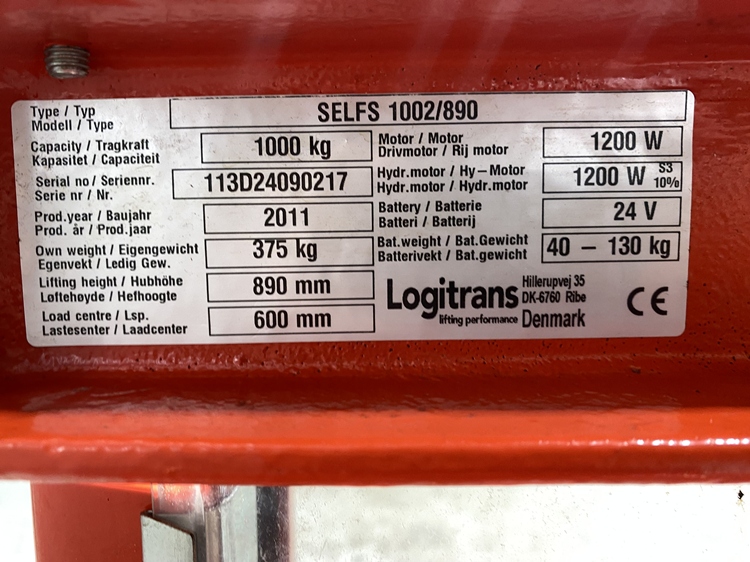 Type / Typ
Modell / Type
SELFS 1002/890
Capacity / Tragkraft
Kapasitet / Capaciteit
1000 kg
Motor / Motor
Drivmotor / Rij motor
1200 W
Serial no / Seriennr.
Serie nr / Nr.
113D24090217
Hydr.motor / Hy – Motor
Hydr.motor / Hydr.motor
1200 W S3 10%
Prod.year / Baujahr
Prod. år / Prod.jaar
2011
Battery / Batterie
Batteri / Batterij
24 V
Own weight / Eigengewicht
Egenvekt / Ledig Gew.
375 kg
Bat.weight / Bat.Gewicht
Batterivekt / Bat.gewicht
40 – 130 kg
Lifting height / Hubhöhe
Løftehøyde / Hefhoogte
890 mm
Load centre / Lsp.
Lastesenter / Laadcenter
600 mm
Logitrans
lifting performance
Hillerupvej 35
DK-6760 Ribe
Denmark
CE